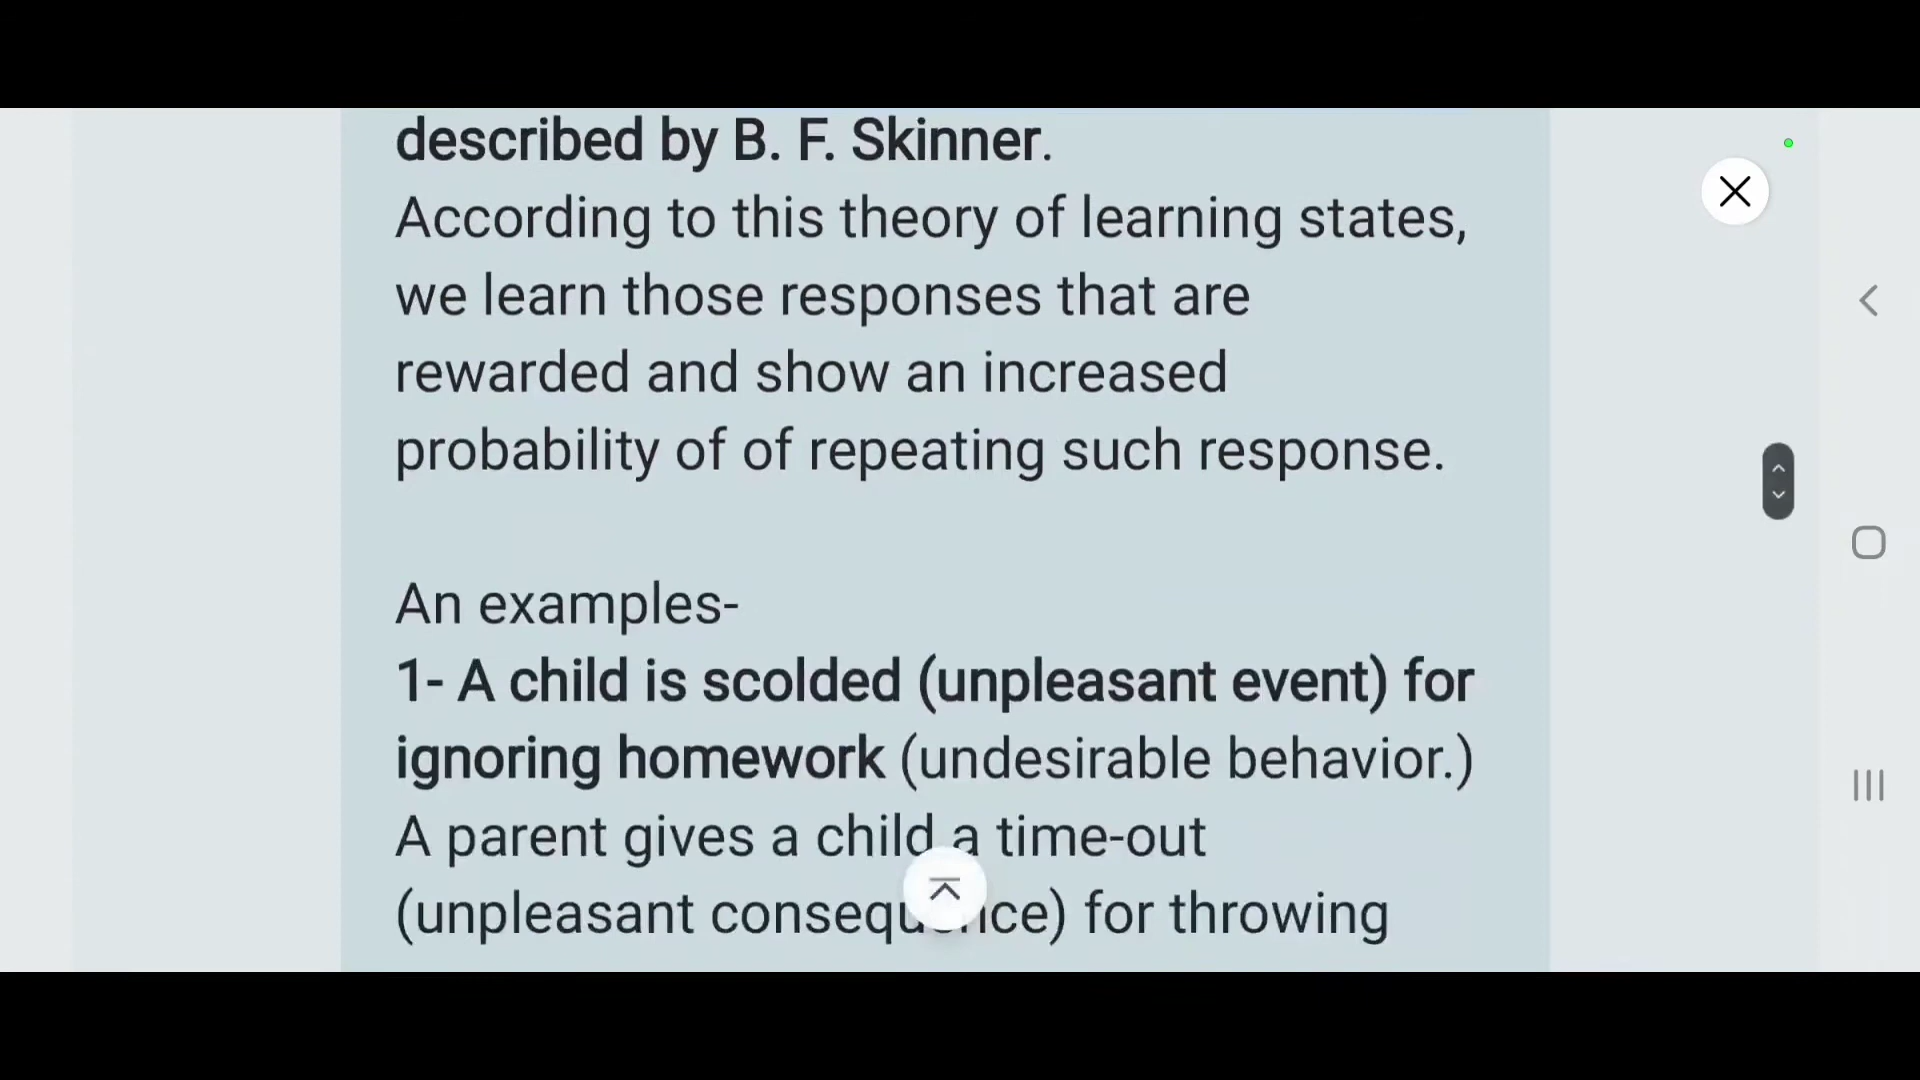 described by B. F. Skinner.
According to this theory of learning states,
we learn those responses that are
rewarded and show an increased
probability of of repeating such response.
An examples-
1- A child is scolded (unpleasant event) for
ignoring homework (undesirable behavior.)
A parent gives a child a time-out
(unpleasant consequence) for throwing